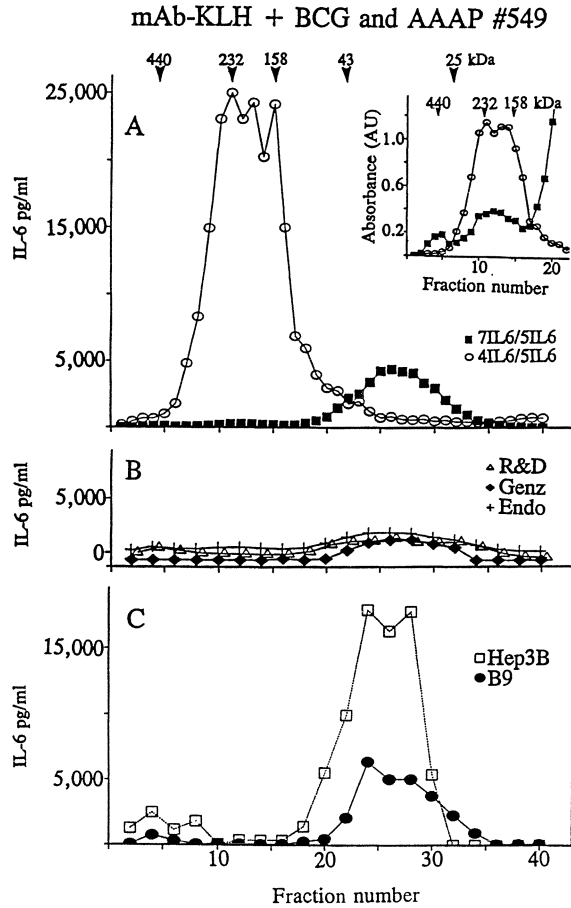 mAb-KLH + BCG and AAAP #549
440 232 158 43 25 kDa
A
25,000
15,000
5,000
IL-6 pg/ml
440 232 158 kDa
1.0
0.6
0.2
Absorbance (AU)
10 20
Fraction number
7IL6/5IL6
4IL6/5IL6
B
5,000
0
IL-6 pg/ml
R&D
Genz
Endo
C
15,000
5,000
IL-6 pg/ml
Hep3B
B9
0 10 20 30 40
Fraction number